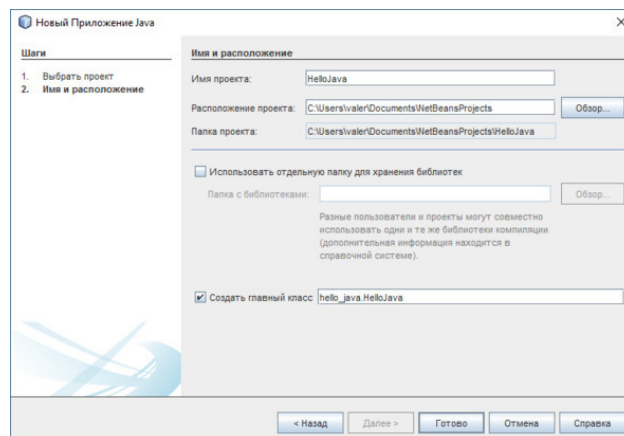 Новый Приложение Java
Шаги
1. Выбрать проект
2. Имя и расположение
Имя и расположение
Имя проекта: HelloJava
Расположение проекта: C:\Users\valer\Documents\NetBeansProjects Обзор...
Папка проекта: C:\Users\valer\Documents\NetBeansProjects\HelloJava
Использовать отдельную папку для хранения библиотек
Папка с библиотеками: Обзор...
Разные пользователи и проекты могут совместно
использовать одни и те же библиотеки компиляции
(дополнительная информация находится в
справочной системе).
Создать главный класс hello_java.HelloJava
< Назад Далее > Готово Отмена Справка